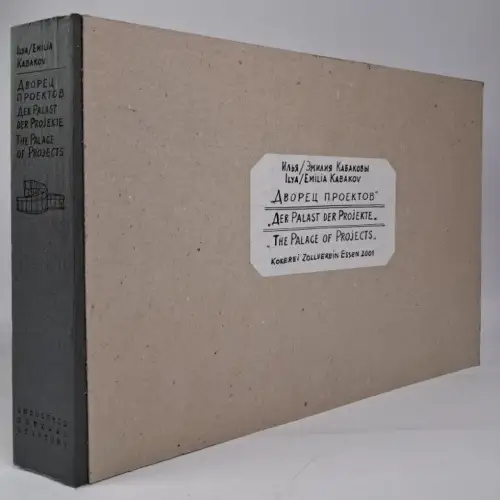 ILYA/EMILIA
KABAKOV
ДВОРЕЦ
ПРОЕКТОВ
DER PALAST
DER PROJEKTE
THE PALACE
OF PROJECTS
ИЛЬЯ/ЭМИЛИЯ КАБАКОВЫ
ILYA/EMILIA KABAKOV
„ДВОРЕЦ ПРОЕКТОВ"
„DER PALAST DER PROJEKTE„
„THE PALACE OF PROJECTS„
KOKEREI ZOLLVEREIN ESSEN 2001